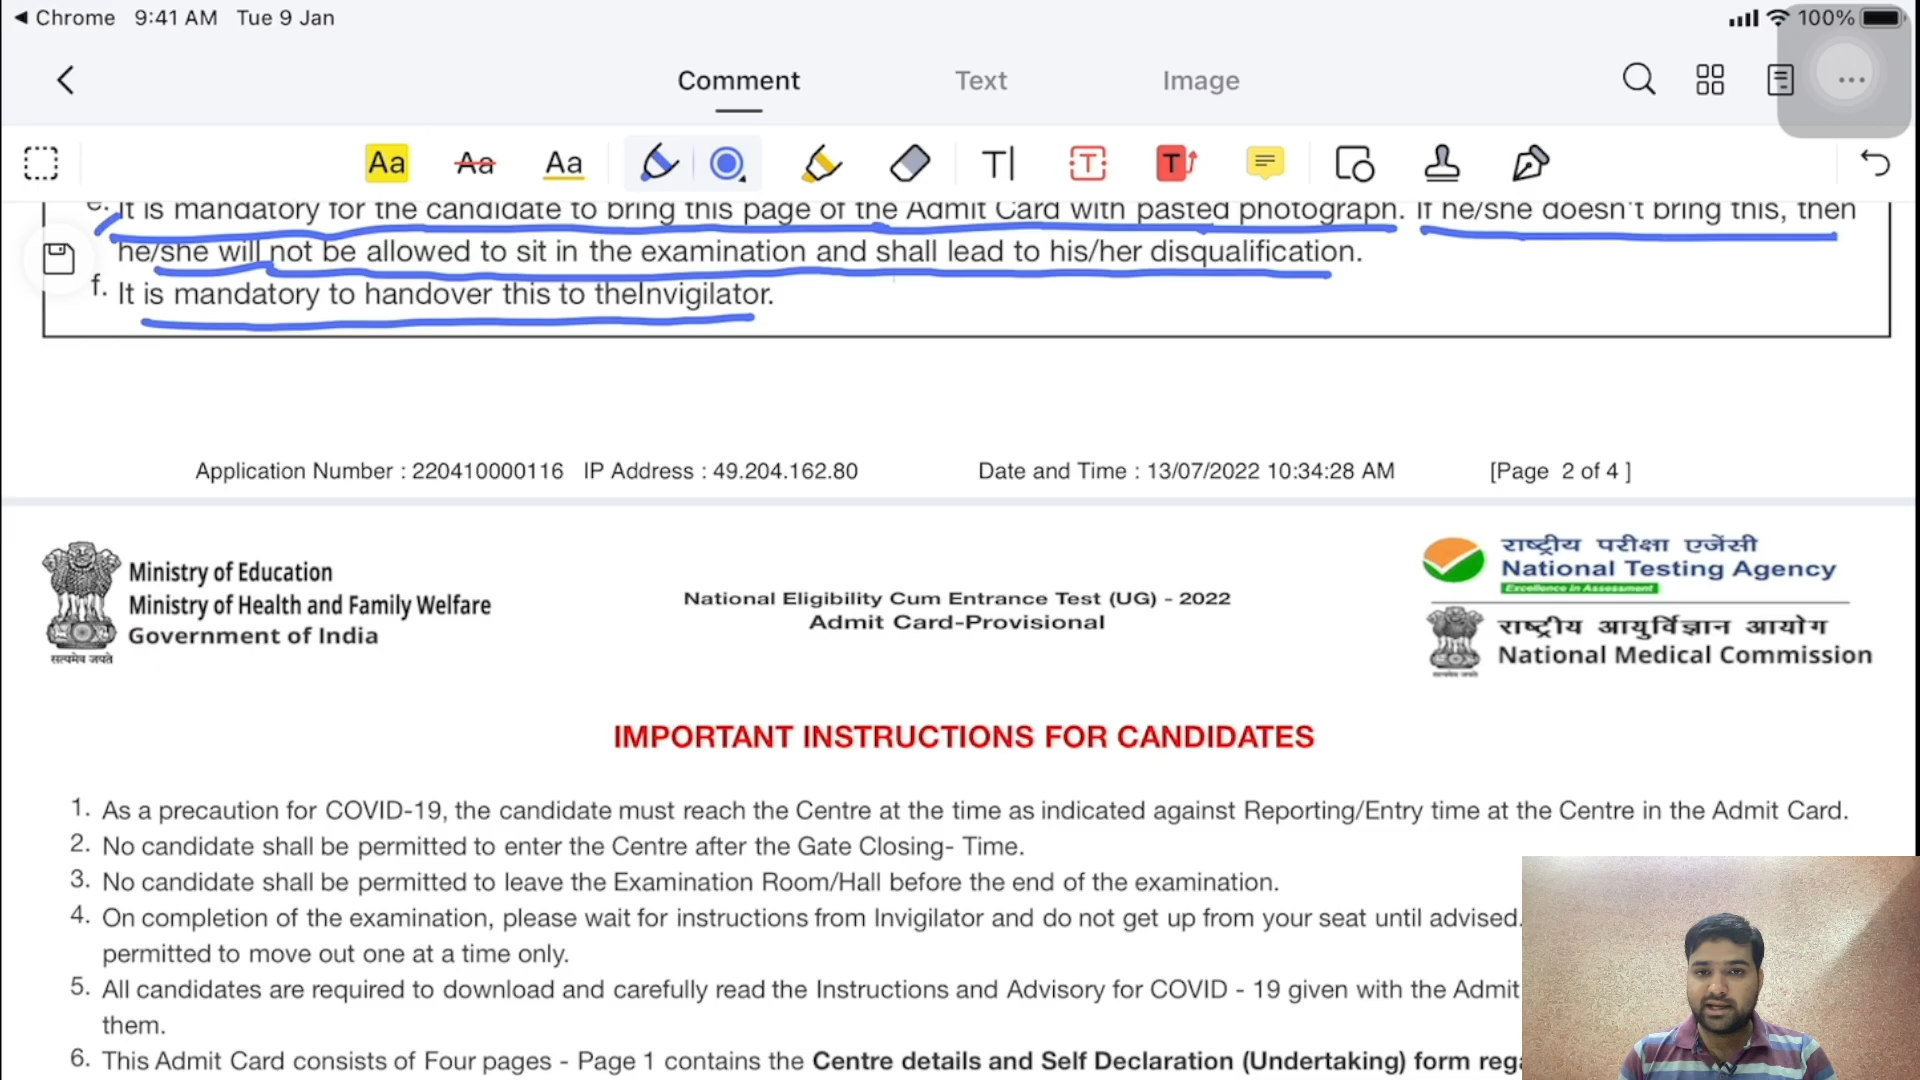 Chrome 9:41 AM Tue 9 Jan
100%
Comment Text Image
Aa Aa Aa T T T
e. It is mandatory for the candidate to bring this page of the Admit Card with pasted photograph. If he/she doesn't bring this, then
he/she will not be allowed to sit in the examination and shall lead to his/her disqualification.
f. It is mandatory to handover this to theInvigilator.
Application Number : 220410000116 IP Address : 49.204.162.80 Date and Time : 13/07/2022 10:34:28 AM [Page 2 of 4 ]
सत्यमेव जयते
Ministry of Education
Ministry of Health and Family Welfare
Government of India
National Eligibility Cum Entrance Test (UG) - 2022
Admit Card-Provisional
राष्ट्रीय परीक्षा एजेंसी
National Testing Agency
Excellence in Assessment
राष्ट्रीय आयुर्विज्ञान आयोग
National Medical Commission
IMPORTANT INSTRUCTIONS FOR CANDIDATES
1. As a precaution for COVID-19, the candidate must reach the Centre at the time as indicated against Reporting/Entry time at the Centre in the Admit Card.
2. No candidate shall be permitted to enter the Centre after the Gate Closing- Time.
3. No candidate shall be permitted to leave the Examination Room/Hall before the end of the examination.
4. On completion of the examination, please wait for instructions from Invigilator and do not get up from your seat until advised.
permitted to move out one at a time only.
5. All candidates are required to download and carefully read the Instructions and Advisory for COVID - 19 given with the Admit
them.
6. This Admit Card consists of Four pages - Page 1 contains the Centre details and Self Declaration (Undertaking) form